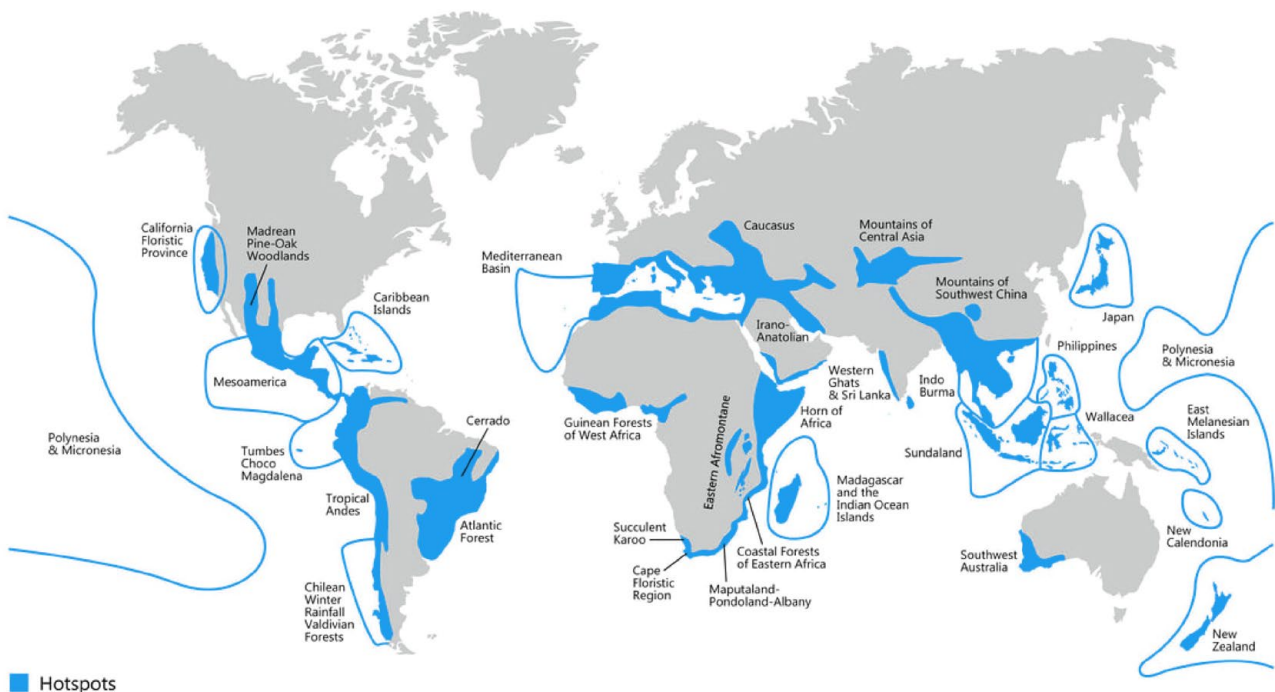 California
Floristic
Province
Madrean
Pine-Oak
Woodlands
Caribbean
Islands
Mesoamerica
Polynesia
& Micronesia
Tumbes
Choco
Magdalena
Cerrado
Tropical
Andes
Atlantic
Forest
Chilean
Winter
Rainfall
Valdivian
Forests
Mediterranean
Basin
Caucasus
Mountains of
Central Asia
Mountains of
Southwest China
Irano-
Anatolian
Japan
Polynesia
& Micronesia
Philippines
Western
Ghats
& Sri Lanka
Indo
Burma
Guinean Forests
of West Africa
Horn of
Africa
Wallacea
East
Melanesian
Islands
Sundaland
Eastern Afromontane
Madagascar
and the
Indian Ocean
Islands
Succulent
Karoo
Cape
Floristic
Region
Coastal Forests
of Eastern Africa
Maputaland-
Pondoland-Albany
Southwest
Australia
New
Calendonia
New
Zealand
Hotspots